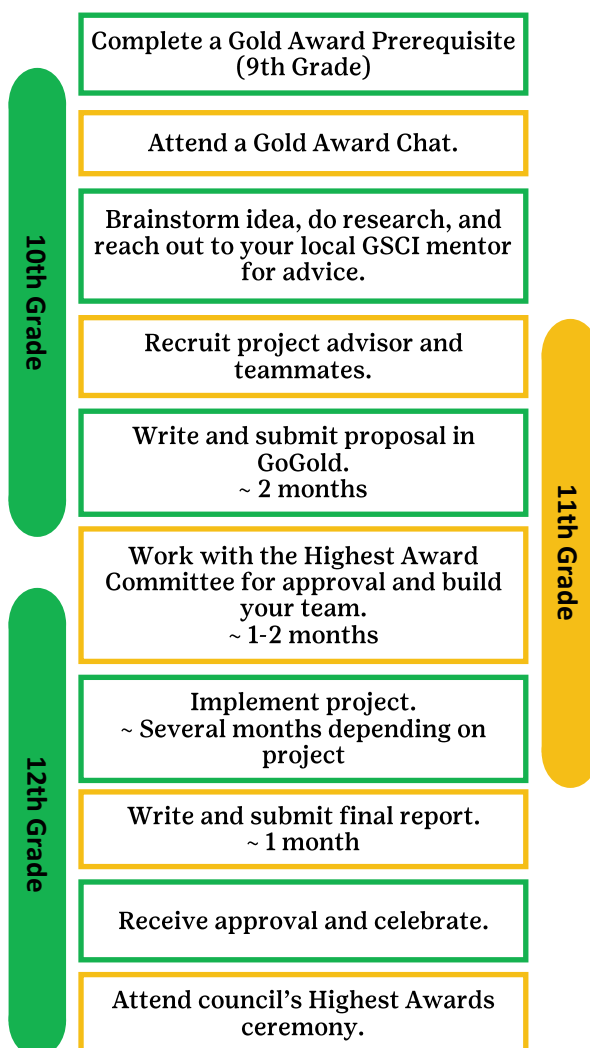 Complete a Gold Award Prerequisite
(9th Grade)
Attend a Gold Award Chat.
Brainstorm idea, do research, and
reach out to your local GSCI mentor
for advice.
10th Grade
Recruit project advisor and
teammates.
Write and submit proposal in
GoGold.
~ 2 months
11th Grade
Work with the Highest Award
Committee for approval and build
your team.
~ 1-2 months
Implement project.
~ Several months depending on
project
12th Grade
Write and submit final report.
~ 1 month
Receive approval and celebrate.
Attend council’s Highest Awards
ceremony.